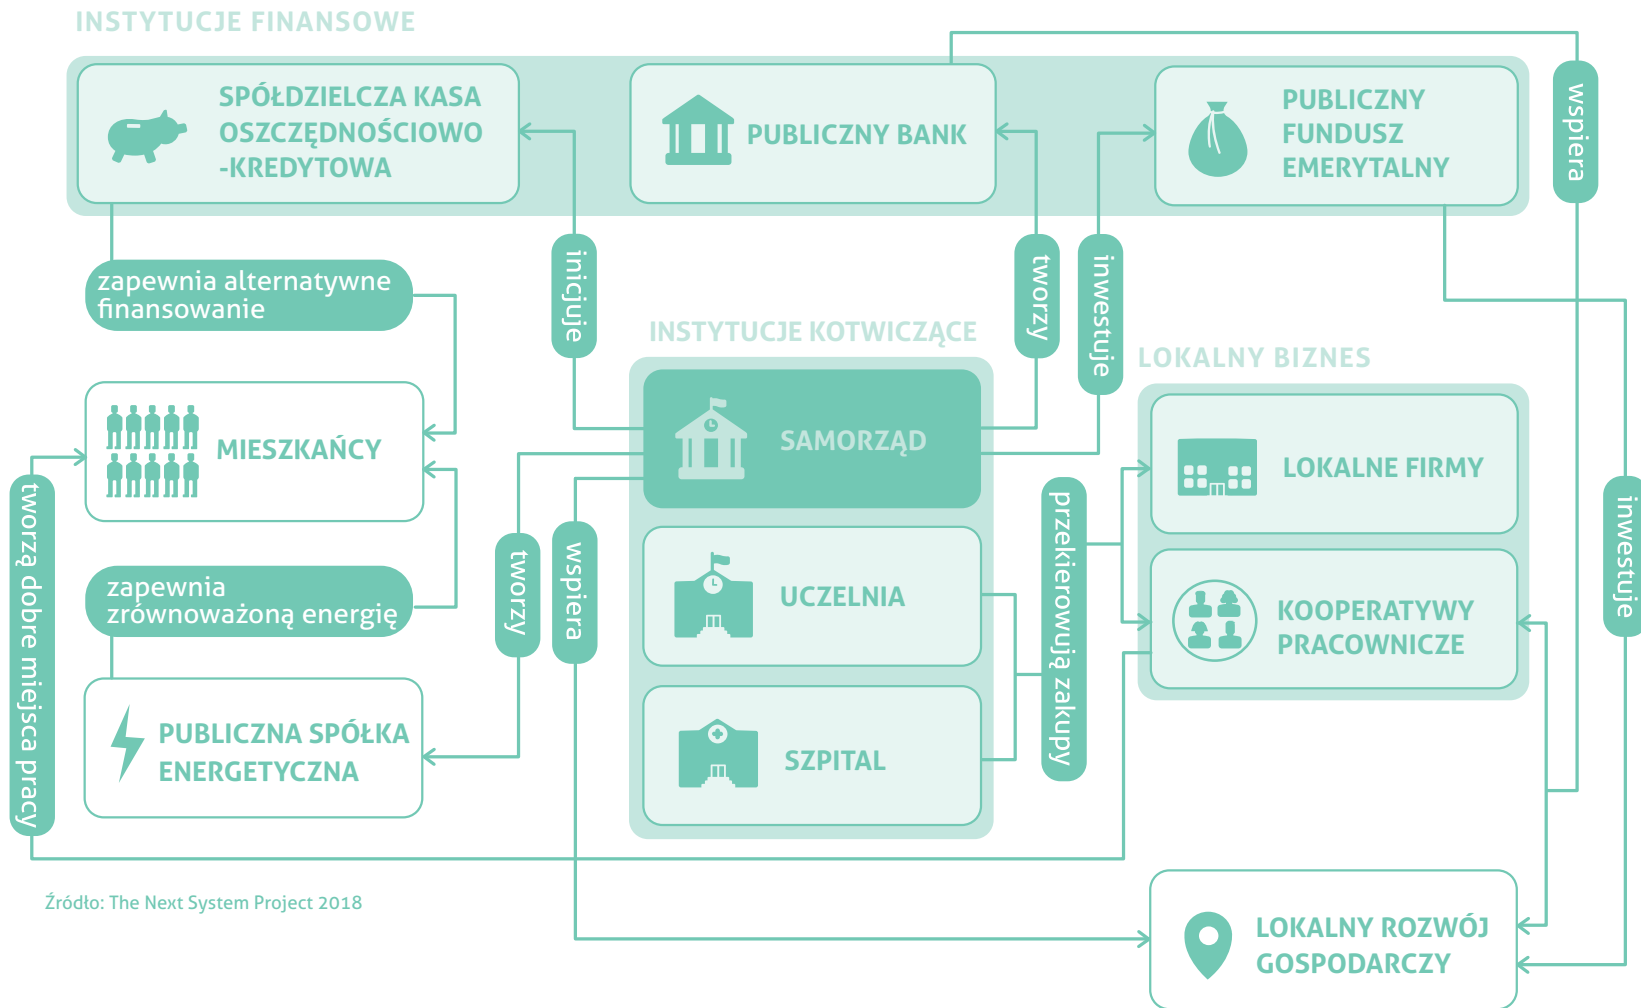 INSTYTUCJE FINANSOWE
SPÓŁDZIELCZA KASA
OSZCZĘDNOŚCIOWO
-KREDYTOWA
PUBLICZNY BANK
PUBLICZNY
FUNDUSZ
EMERYTALNY
wspiera
zapewnia alternatywne
finansowanie
inicjuje
tworzy
inwestuje
INSTYTUCJE KOTWICZĄCE
LOKALNY BIZNES
MIESZKAŃCY
SAMORZĄD
LOKALNE FIRMY
tworzą dobre miejsca pracy
zapewnia
zrównoważoną energię
tworzy
wspiera
UCZELNIA
przekierowują zakupy
KOOPERATYWY
PRACOWNICZE
inwestuje
PUBLICZNA SPÓŁKA
ENERGETYCZNA
SZPITAL
Źródło: The Next System Project 2018
LOKALNY ROZWÓJ
GOSPODARCZY